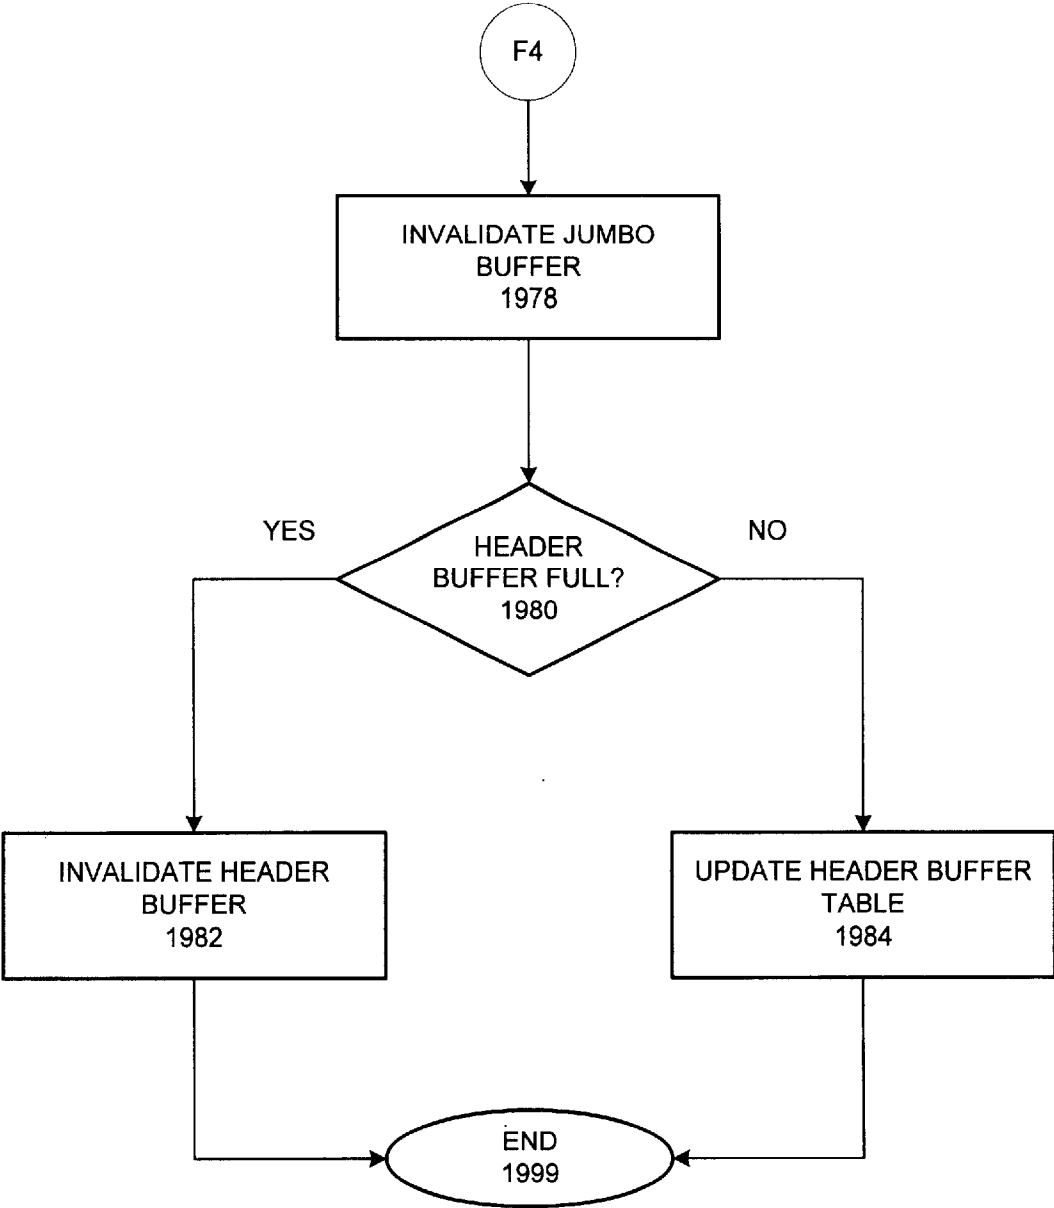 F4
INVALIDATE JUMBO
BUFFER
1978
YES
NO
HEADER
BUFFER FULL?
1980
INVALIDATE HEADER
BUFFER
1982
UPDATE HEADER BUFFER
TABLE
1984
END
1999